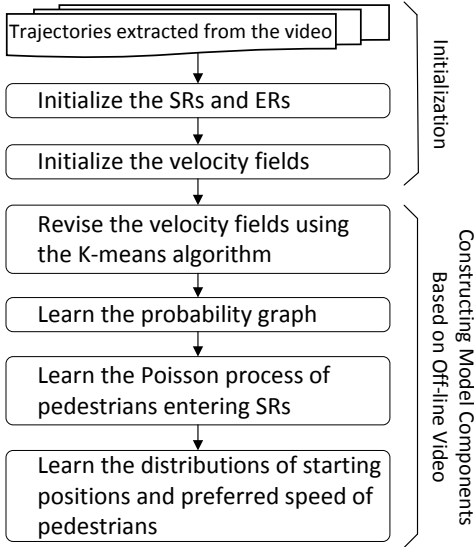 Trajectories extracted from the video
Initialize the SRs and ERs
Initialize the velocity fields
Initialization
Revise the velocity fields using
the K-means algorithm
Learn the probability graph
Learn the Poisson process of
pedestrians entering SRs
Learn the distributions of starting
positions and preferred speed of
pedestrians
Constructing Model Components
Based on Off-line Video